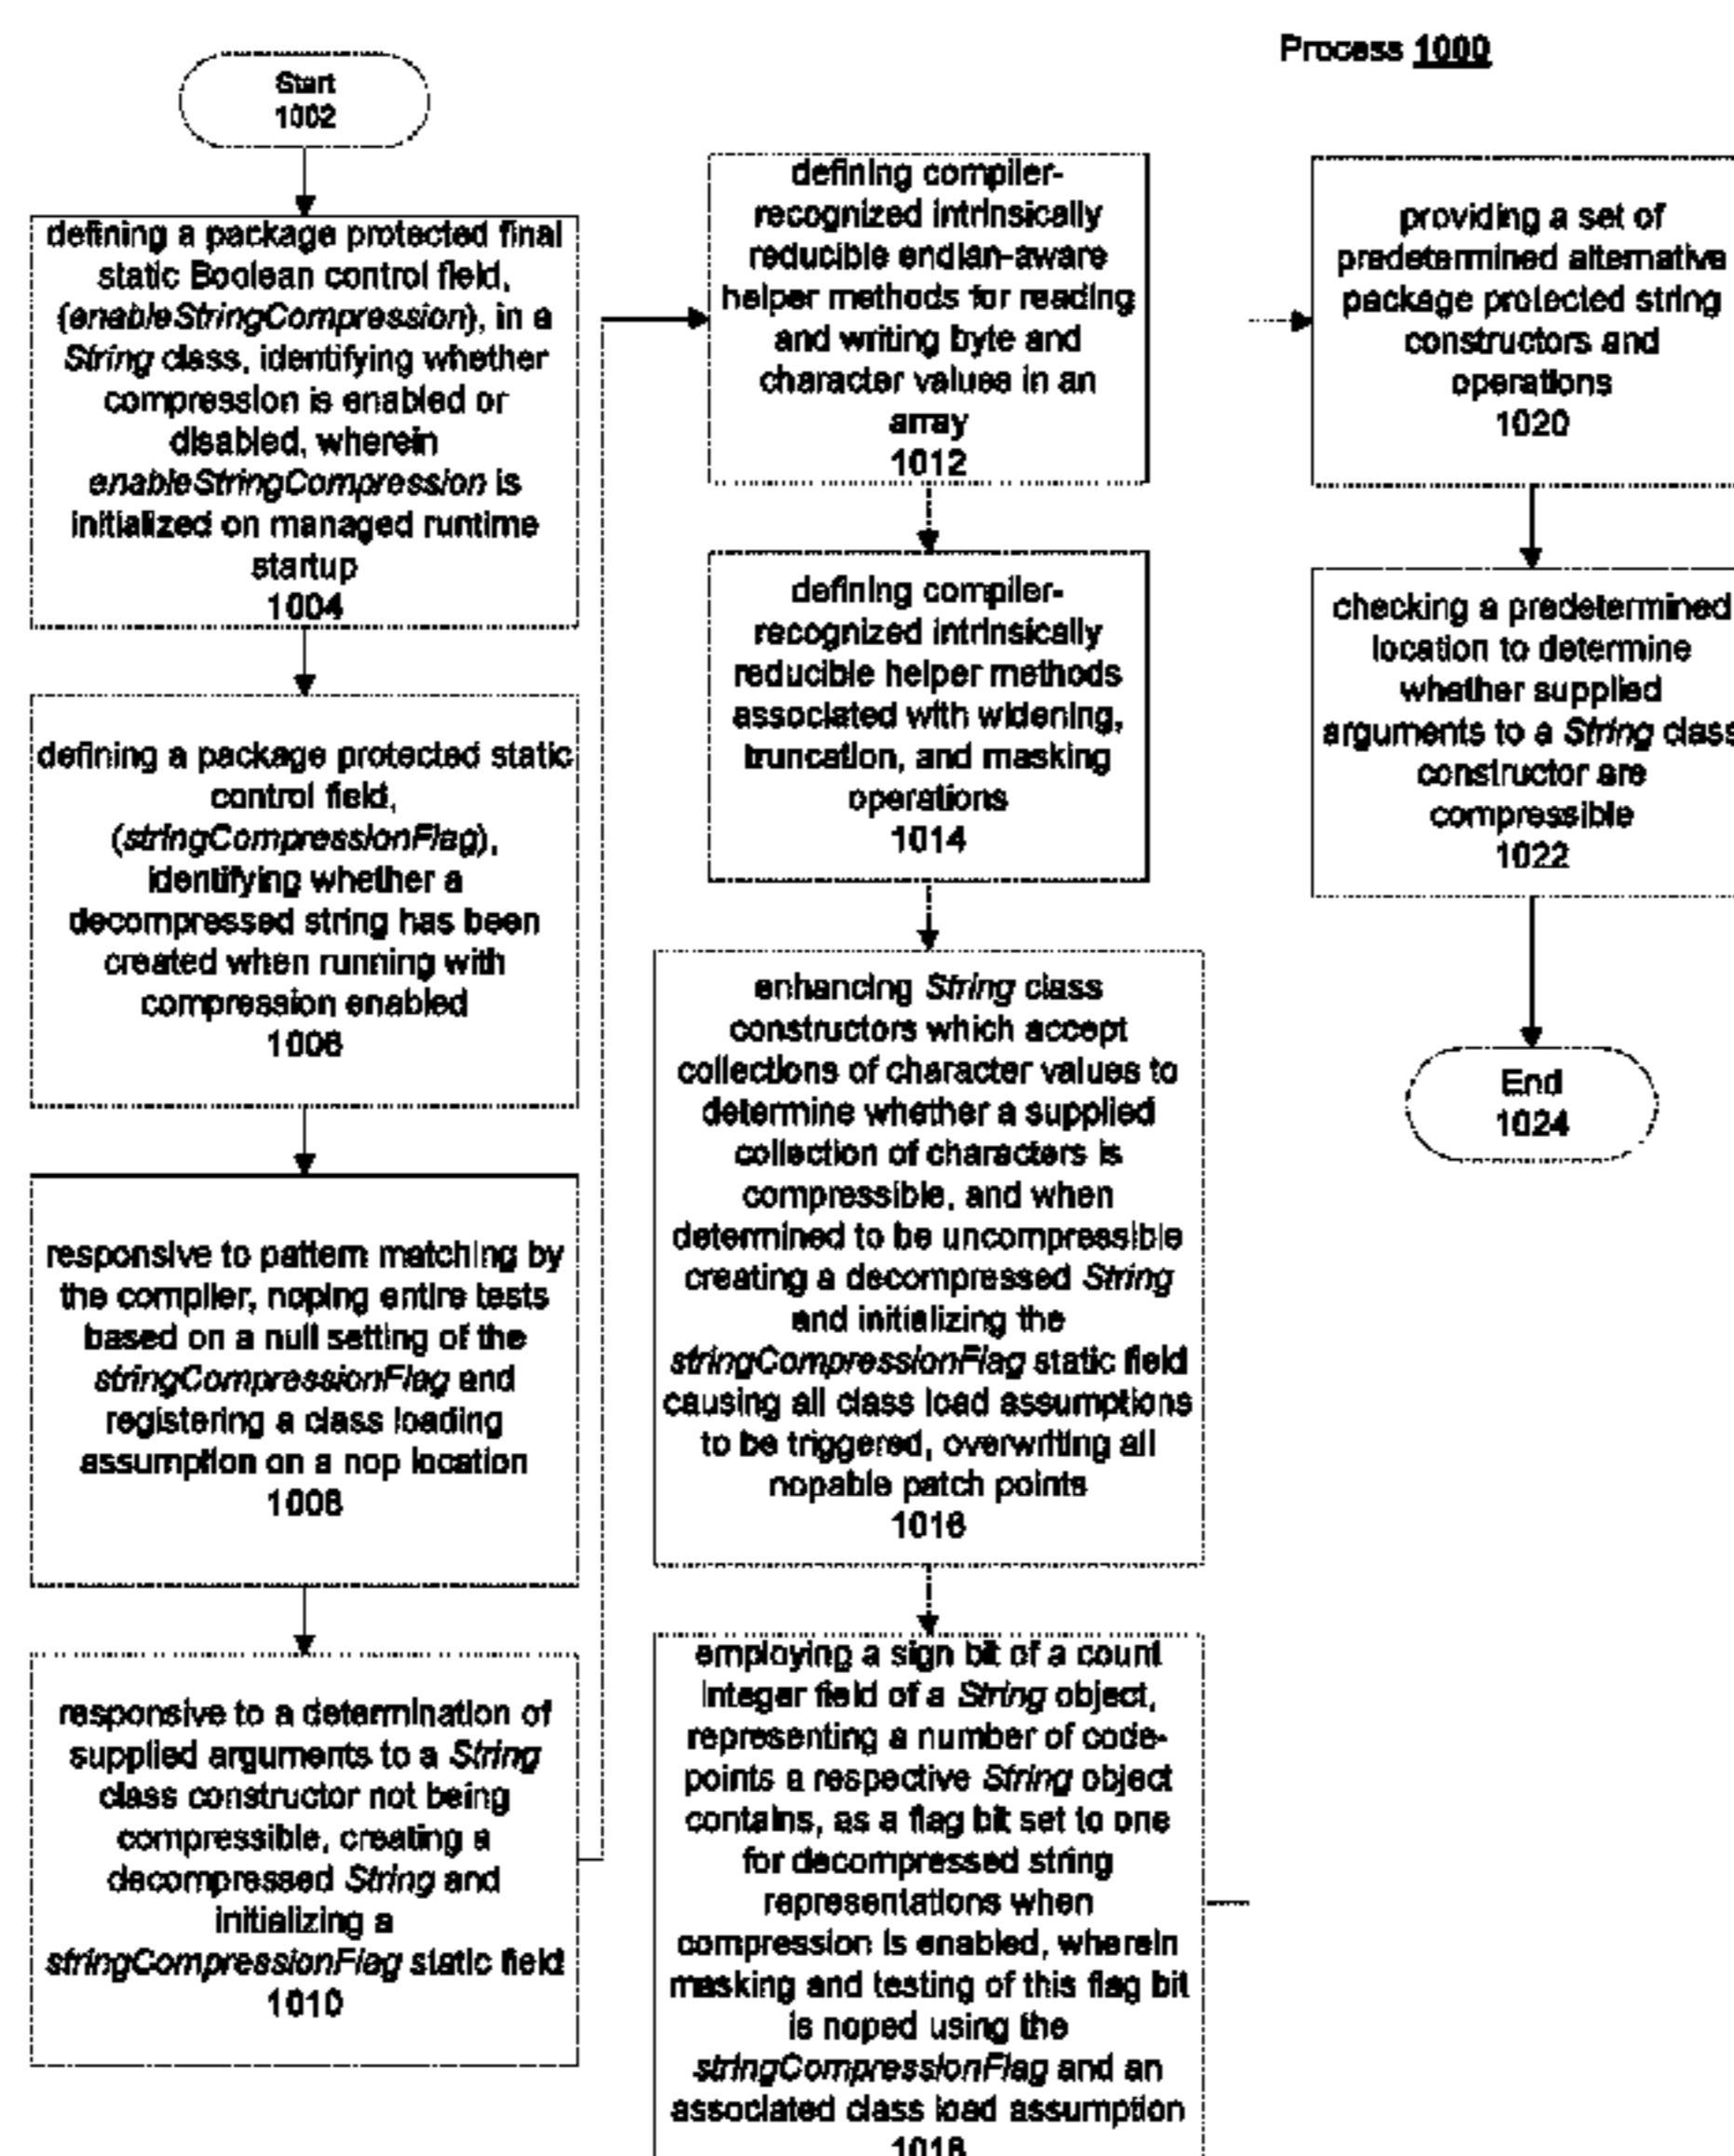 Process 1000
Start
1002
defining a package protected final
static Boolean control field,
(enableStringCompression), in a
String class, identifying whether
compression is enabled or
disabled, wherein
enableStringCompression is
initialized on managed runtime
startup
1004
defining a package protected static
control field,
(stringCompressionFlag),
identifying whether a
decompressed string has been
created when running with
compression enabled
1006
responsive to pattern matching by
the compiler, noping entire tests
based on a null setting of the
stringCompressionFlag and
registering a class loading
assumption on a nop location
1008
responsive to a determination of
supplied arguments to a String
class constructor not being
compressible, creating a
decompressed String and
initializing a
stringCompressionFlag static field
1010
defining compiler-
recognized intrinsically
reducible endian-aware
helper methods for reading
and writing byte and
character values in an
array
1012
defining compiler-
recognized intrinsically
reducible helper methods
associated with widening,
truncation, and masking
operations
1014
enhancing String class
constructors which accept
collections of character values to
determine whether a supplied
collection of characters is
compressible, and when
determined to be uncompressible
creating a decompressed String
and initializing the
stringCompressionFlag static field
causing all class load assumptions
to be triggered, overwriting all
nopable patch points
1016
employing a sign bit of a count
integer field of a String object,
representing a number of code-
points a respective String object
contains, as a flag bit set to one
for decompressed string
representations when
compression is enabled, wherein
masking and testing of this flag bit
is noped using the
stringCompressionFlag and an
associated class load assumption
1018
providing a set of
predetermined alternative
package protected string
constructors and
operations
1020
checking a predetermined
location to determine
whether supplied
arguments to a String class
constructor are
compressible
1022
End
1024